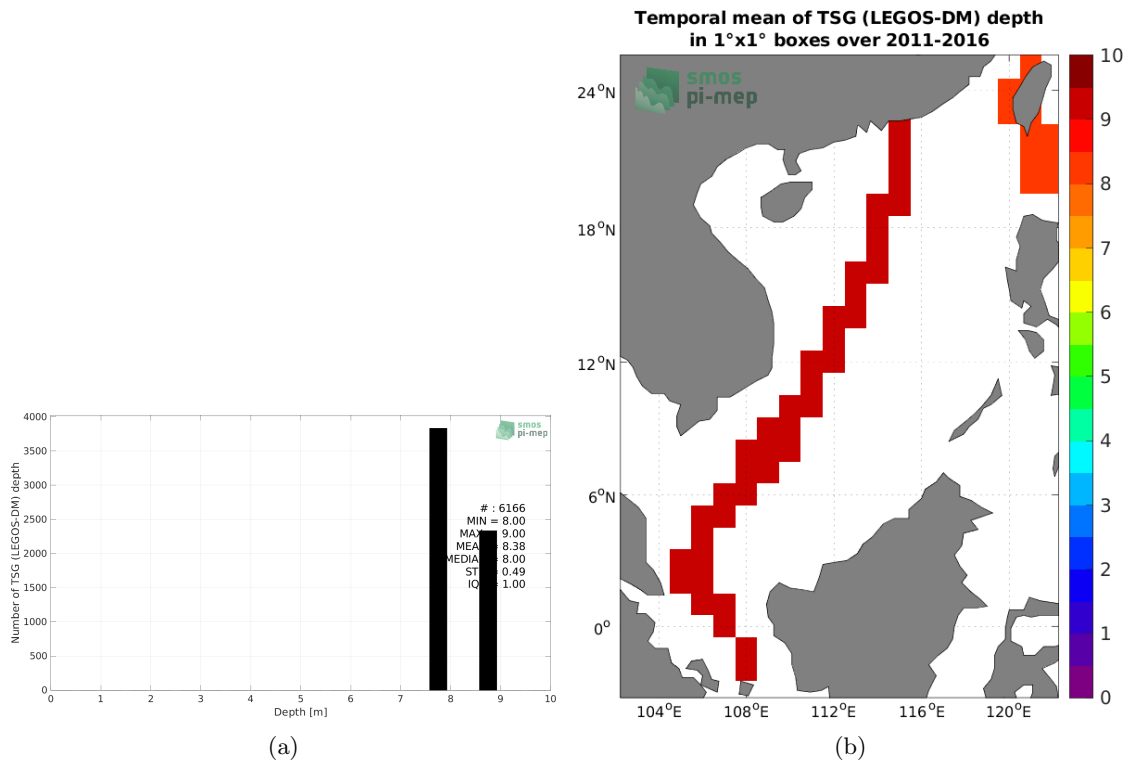 Temporal mean of TSG (LEGOS-DM) depth
in 1°x1° boxes over 2011-2016
smos
pi-mep
24°N
18°N
12°N
6°N
0°
104°E
108°E
112°E
116°E
120°E
10
9
8
7
6
5
4
3
2
1
0
4000
3500
3000
2500
2000
1500
1000
500
0
Number of TSG (LEGOS-DM) depth
smos
pi-mep
# : 6166
MIN = 8.00
MAX = 9.00
MEAN = 8.38
MEDIAN = 8.00
ST = 0.49
IQ = 1.00
0 1 2 3 4 5 6 7 8 9 10
Depth [m]
(a)
(b)